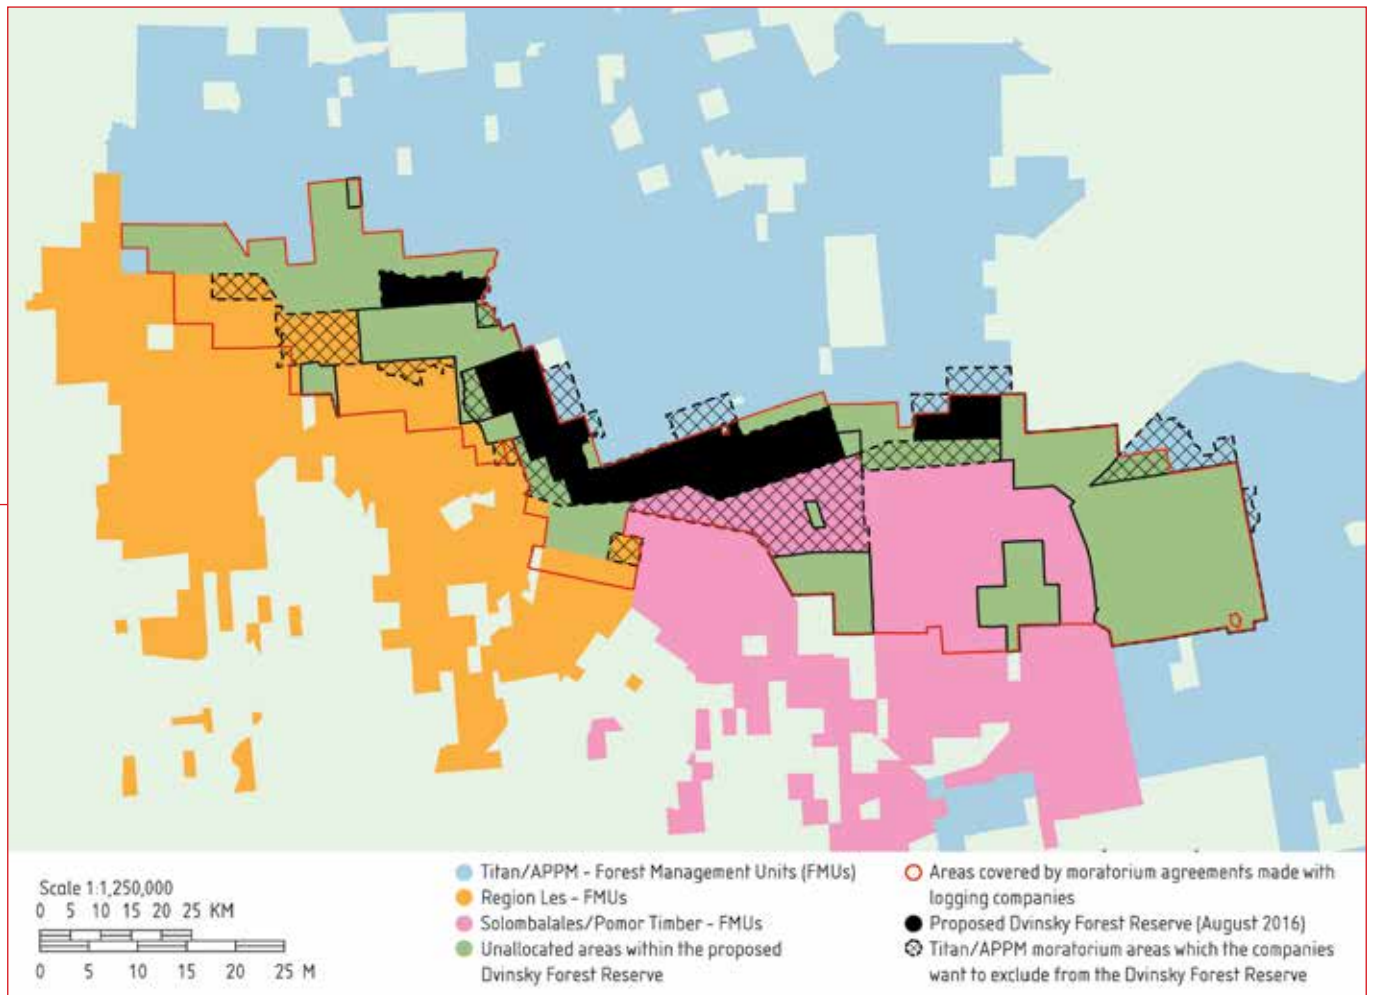 Scale 1:1,250,000
0 5 10 15 20 25 KM
0 5 10 15 20 25 M
Titan/APPM - Forest Management Units (FMUs)
Region Les - FMUs
Solombalales/Pomor Timber - FMUs
Unallocated areas within the proposed
Dvinsky Forest Reserve
Areas covered by moratorium agreements made with
logging companies
Proposed Dvinsky Forest Reserve (August 2016)
Titan/APPM moratorium areas which the companies
want to exclude from the Dvinsky Forest Reserve